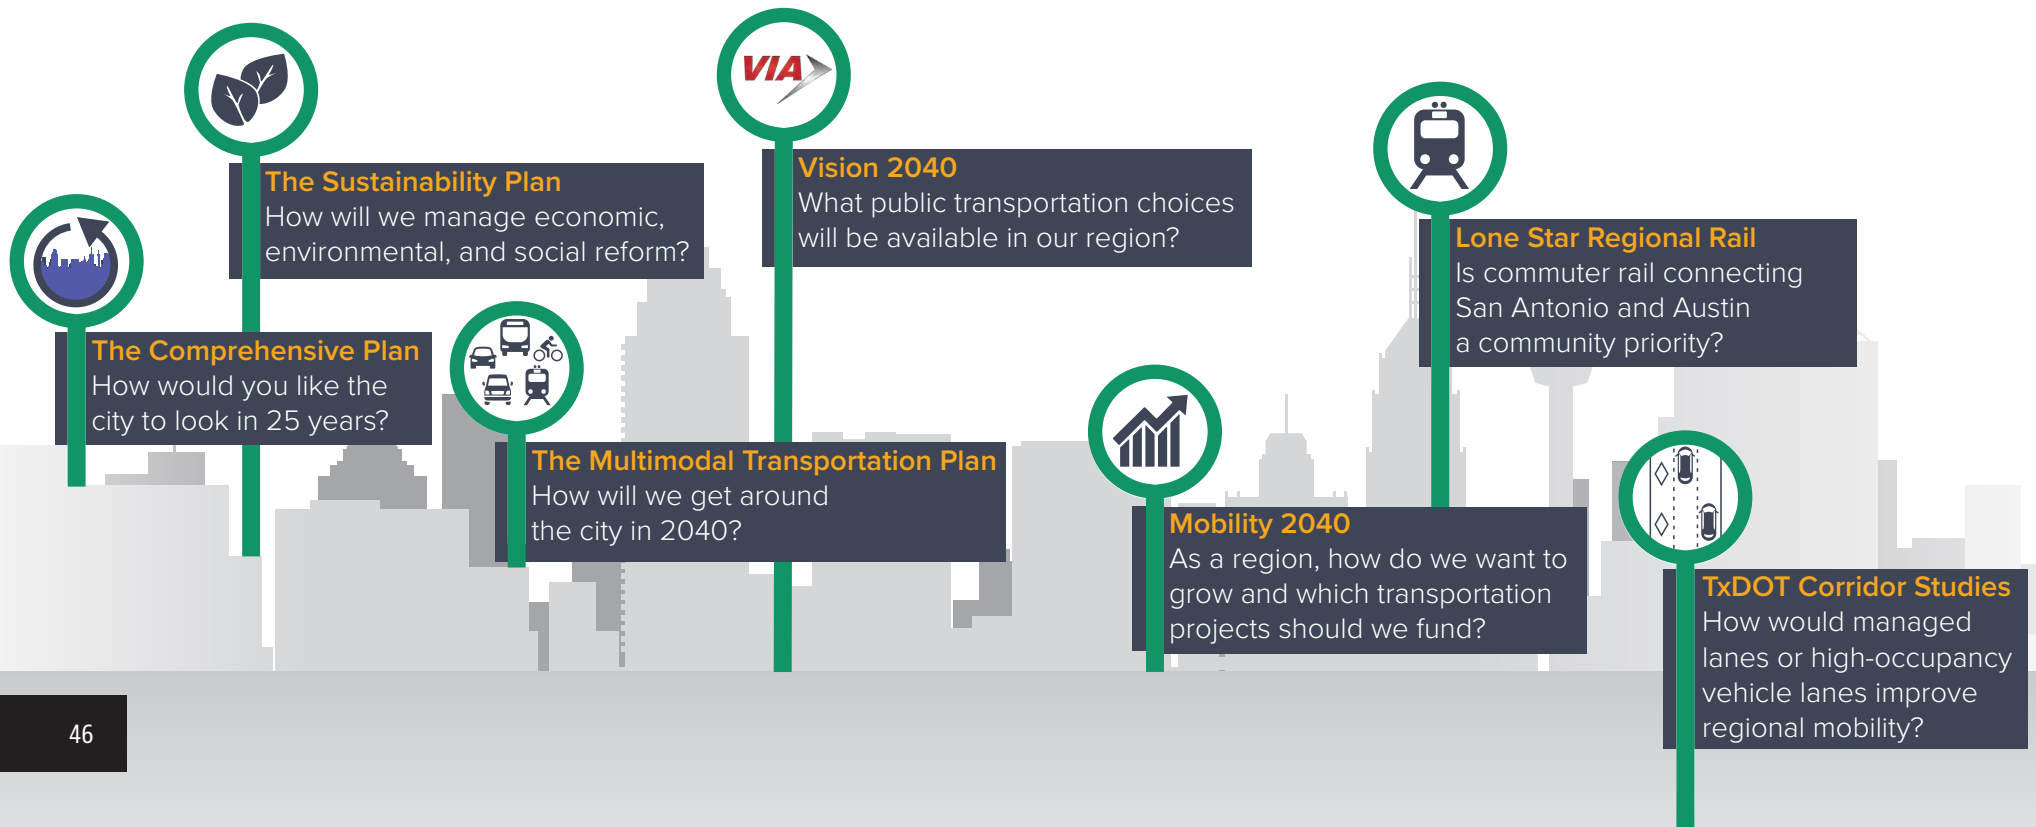 The Comprehensive Plan
How would you like the
city to look in 25 years?
The Sustainability Plan
How will we manage economic,
environmental, and social reform?
The Multimodal Transportation Plan
How will we get around
the city in 2040?
VIA
Vision 2040
What public transportation choices
will be available in our region?
Mobility 2040
As a region, how do we want to
grow and which transportation
projects should we fund?
Lone Star Regional Rail
Is commuter rail connecting
San Antonio and Austin
a community priority?
TxDOT Corridor Studies
How would managed
lanes or high-occupancy
vehicle lanes improve
regional mobility?
46